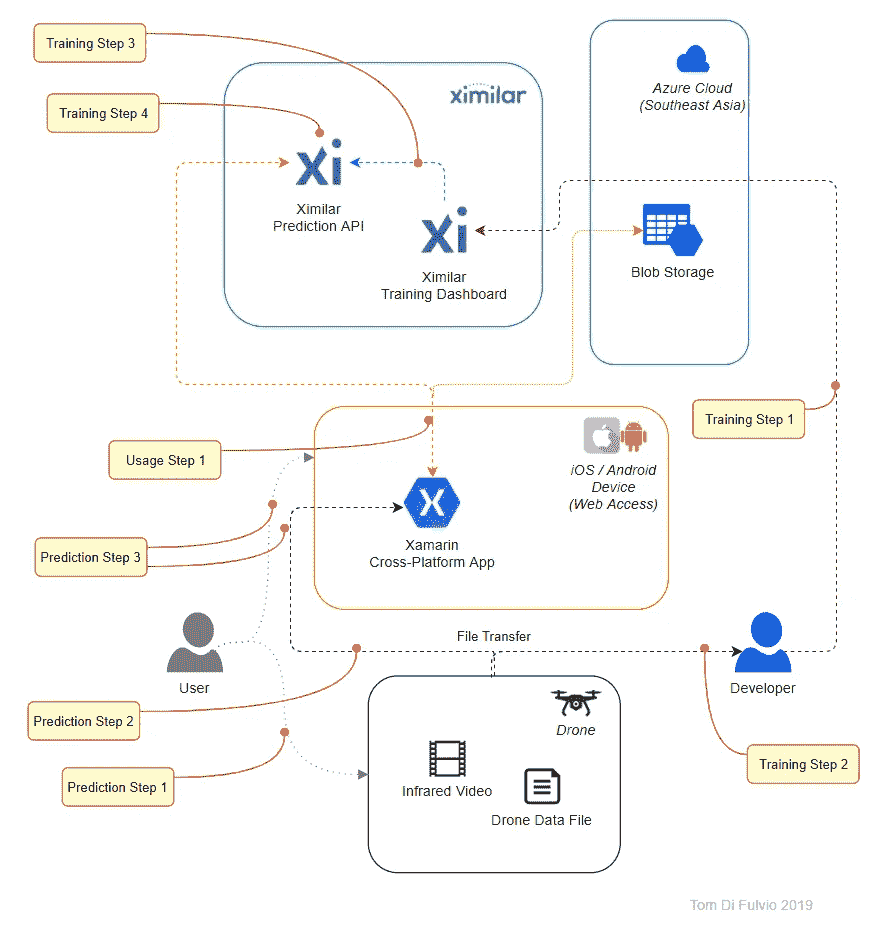 Training Step 3
Training Step 4
ximilar
Xi
Ximilar
Prediction API
Xi
Ximilar
Training Dashboard
Azure Cloud
(Southeast Asia)
Blob Storage
Training Step 1
Usage Step 1
iOS / Android
Device
(Web Access)
X
Xamarin
Cross-Platform App
Prediction Step 3
File Transfer
User
Developer
Prediction Step 2
Drone
Training Step 2
Prediction Step 1
Infrared Video
Drone Data File
Tom Di Fulvio 2019